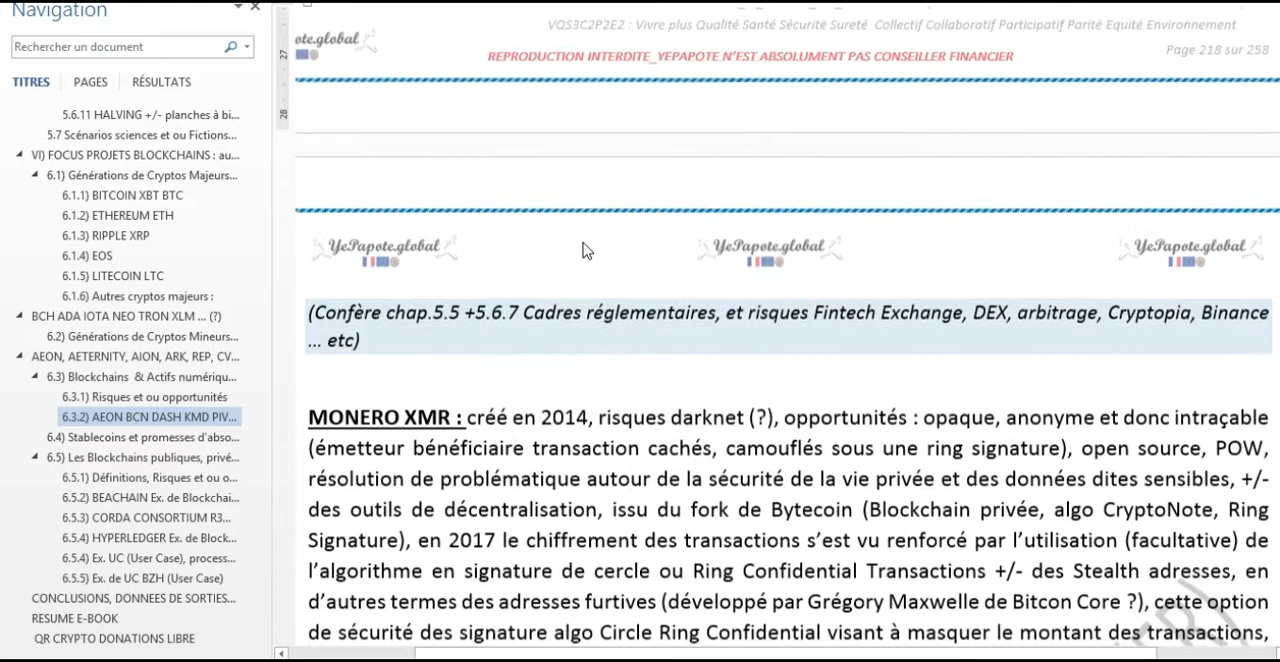 Navigation
Rechercher un document
TITRES PAGES RÉSULTATS
5.6.11 HALVING +/- planches à bi...
5.7 Scénarios sciences et ou Fictions...
VI) FOCUS PROJETS BLOCKCHAINS : au...
6.1) Générations de Cryptos Majeurs...
6.1.1) BITCOIN XBT BTC
6.1.2) ETHEREUM ETH
6.1.3) RIPPLE XRP
6.1.4) EOS
6.1.5) LITECOIN LTC
6.1.6) Autres cryptos majeurs :
BCH ADA IOTA NEO TRON XLM ... (?)
6.2) Générations de Cryptos Mineurs...
AEON, AETERNITY, AION, ARK, REP, CV...
6.3) Blockchains & Actifs numériqu...
6.3.1) Risques et ou opportunités
6.3.2) AEON BCN DASH KMD PIV...
6.4) Stablecoins et promesses d'abso...
6.5) Les Blockchains publiques, privé...
6.5.1) Définitions, Risques et ou o...
6.5.2) BEACHAIN Ex. de Blockchai...
6.5.3) CORDA CONSORTIUM R3...
6.5.4) HYPERLEDGER Ex. de Block...
6.5.4) Ex. UC (User Case), process...
6.5.5) Ex. de UC BZH (User Case)
CONCLUSIONS, DONNEES DE SORTIES...
RESUME E-BOOK
QR CRYPTO DONATIONS LIBRE
27
28
VQS3C2P2E2 : Vivre plus Qualité Santé Sécurité Sureté Collectif Collaboratif Participatif Parité Equité Environnement
ote.global
REPRODUCTION INTERDITE_YEPAPOTE N'EST ABSOLUMENT PAS CONSEILLER FINANCIER
Page 218 sur 258
YePapote.global YePapote.global YePapote.global
(Confère chap.5.5 +5.6.7 Cadres réglementaires, et risques Fintech Exchange, DEX, arbitrage, Cryptopia, Binance
... etc)
MONERO XMR : créé en 2014, risques darknet (?), opportunités : opaque, anonyme et donc intraçable
(émetteur bénéficiaire transaction cachés, camouflés sous une ring signature), open source, POW,
résolution de problématique autour de la sécurité de la vie privée et des données dites sensibles, +/-
des outils de décentralisation, issu du fork de Bytecoin (Blockchain privée, algo CryptoNote, Ring
Signature), en 2017 le chiffrement des transactions s'est vu renforcé par l'utilisation (facultative) de
l'algorithme en signature de cercle ou Ring Confidential Transactions +/- des Stealth adresses, en
d'autres termes des adresses furtives (développé par Grégory Maxwelle de Bitcon Core ?), cette option
de sécurité des signature algo Circle Ring Confidential visant à masquer le montant des transactions,